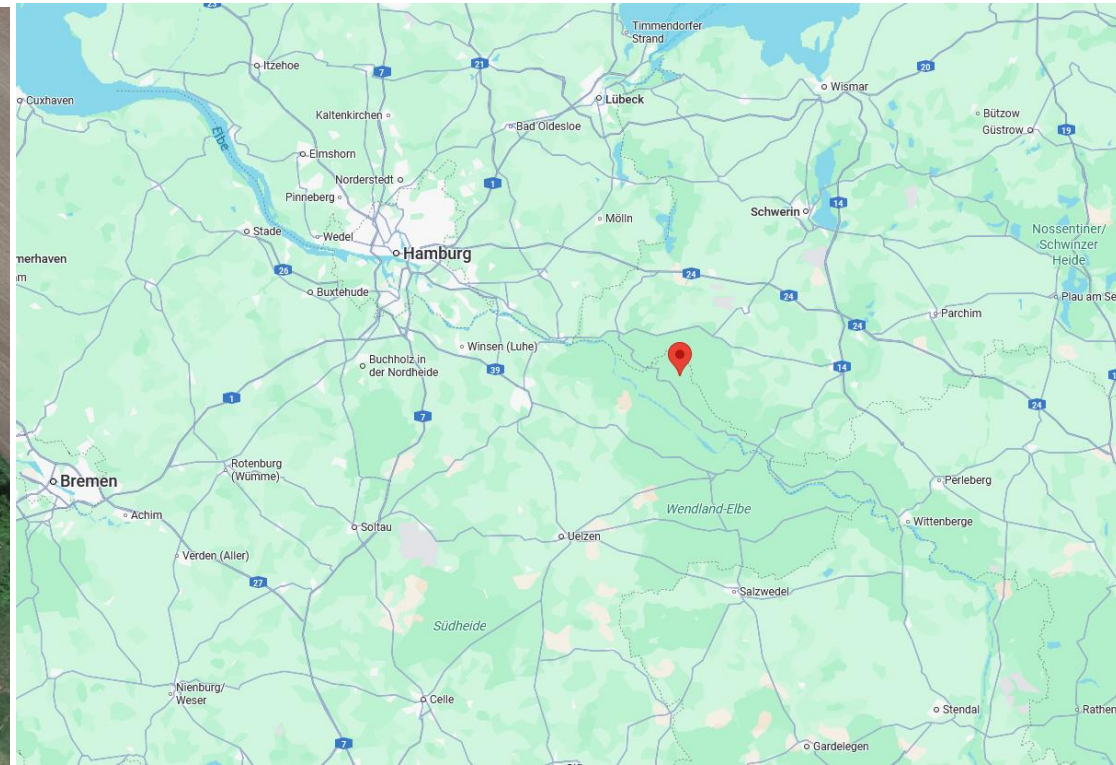 23
Timmendorfer
Strand
Itzehoe
7
21
20
Cuxhaven
Wismar
Lübeck
Kaltenkirchen
Bützow
Elbe
Bad Oldesloe
Güstrow
19
Elmshorn
Norderstedt
1
Pinneberg
Mölln
Schwerin
14
Stade
Wedel
Nossentiner/
Schwinzer
Heide
Hamburg
merhaven
26
24
Buxtehude
24
Plau am Se
Parchim
24
Winsen (Luhe)
Buchholz in
der Nordheide
39
14
1
7
24
Rotenburg
(Wümme)
Bremen
Perleberg
Achim
Wendland-Elbe
Soltau
Wittenberge
Uelzen
Verden (Aller)
27
Salzwedel
Südheide
Nienburg/
Weser
Celle
Stendal
Rathen
7
Gardelegen